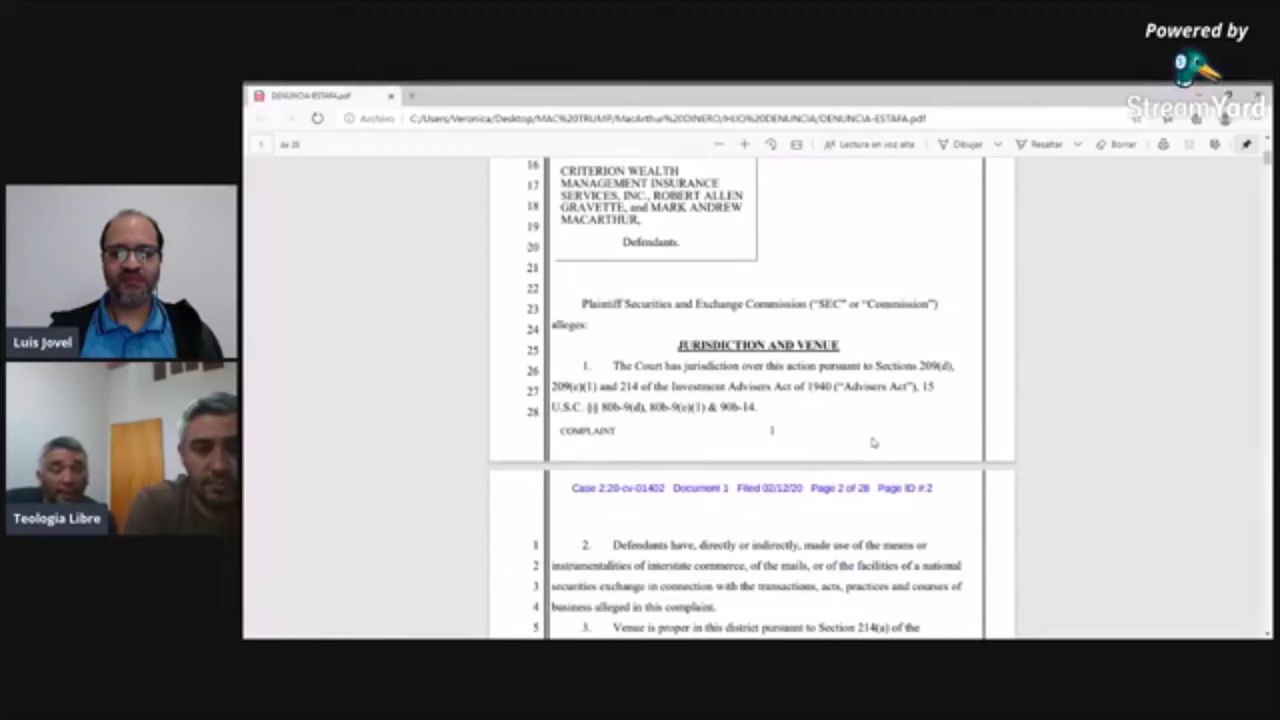 Powered by
StreamYard
DENUNCIA-ESTAFA.pdf
Archivo
C:/Users/Veronica/Desktop/MAC%20TRUMP/MacArthur%20DINERO/HIJO%20DENUNCIA/DENUNCIA-ESTAFA.pdf
1 de 28
Lectura en voz alta
Dibujar
Resaltar
Borrar
16 CRITERION WEALTH
17 MANAGEMENT INSURANCE
SERVICES, INC., ROBERT ALLEN
18 GRAVETTE, and MARK ANDREW
19 MACARTHUR,
20 Defendants.
21
22
23 Plaintiff Securities and Exchange Commission (“SEC” or “Commission”)
24 alleges:
25 JURISDICTION AND VENUE
26 1. The Court has jurisdiction over this action pursuant to Sections 209(d),
27 209(e)(1) and 214 of the Investment Advisers Act of 1940 (“Advisers Act”), 15
28 U.S.C. §§ 80b-9(d), 80b-9(e)(1) & 90b-14.
COMPLAINT 1
Case 2:20-cv-01402 Document 1 Filed 02/12/20 Page 2 of 28 Page ID #:2
1 2. Defendants have, directly or indirectly, made use of the means or
2 instrumentalities of interstate commerce, of the mails, or of the facilities of a national
3 securities exchange in connection with the transactions, acts, practices and courses of
4 business alleged in this complaint.
5 3. Venue is proper in this district pursuant to Section 214(a) of the
Luis Jovel
Teologia Libre